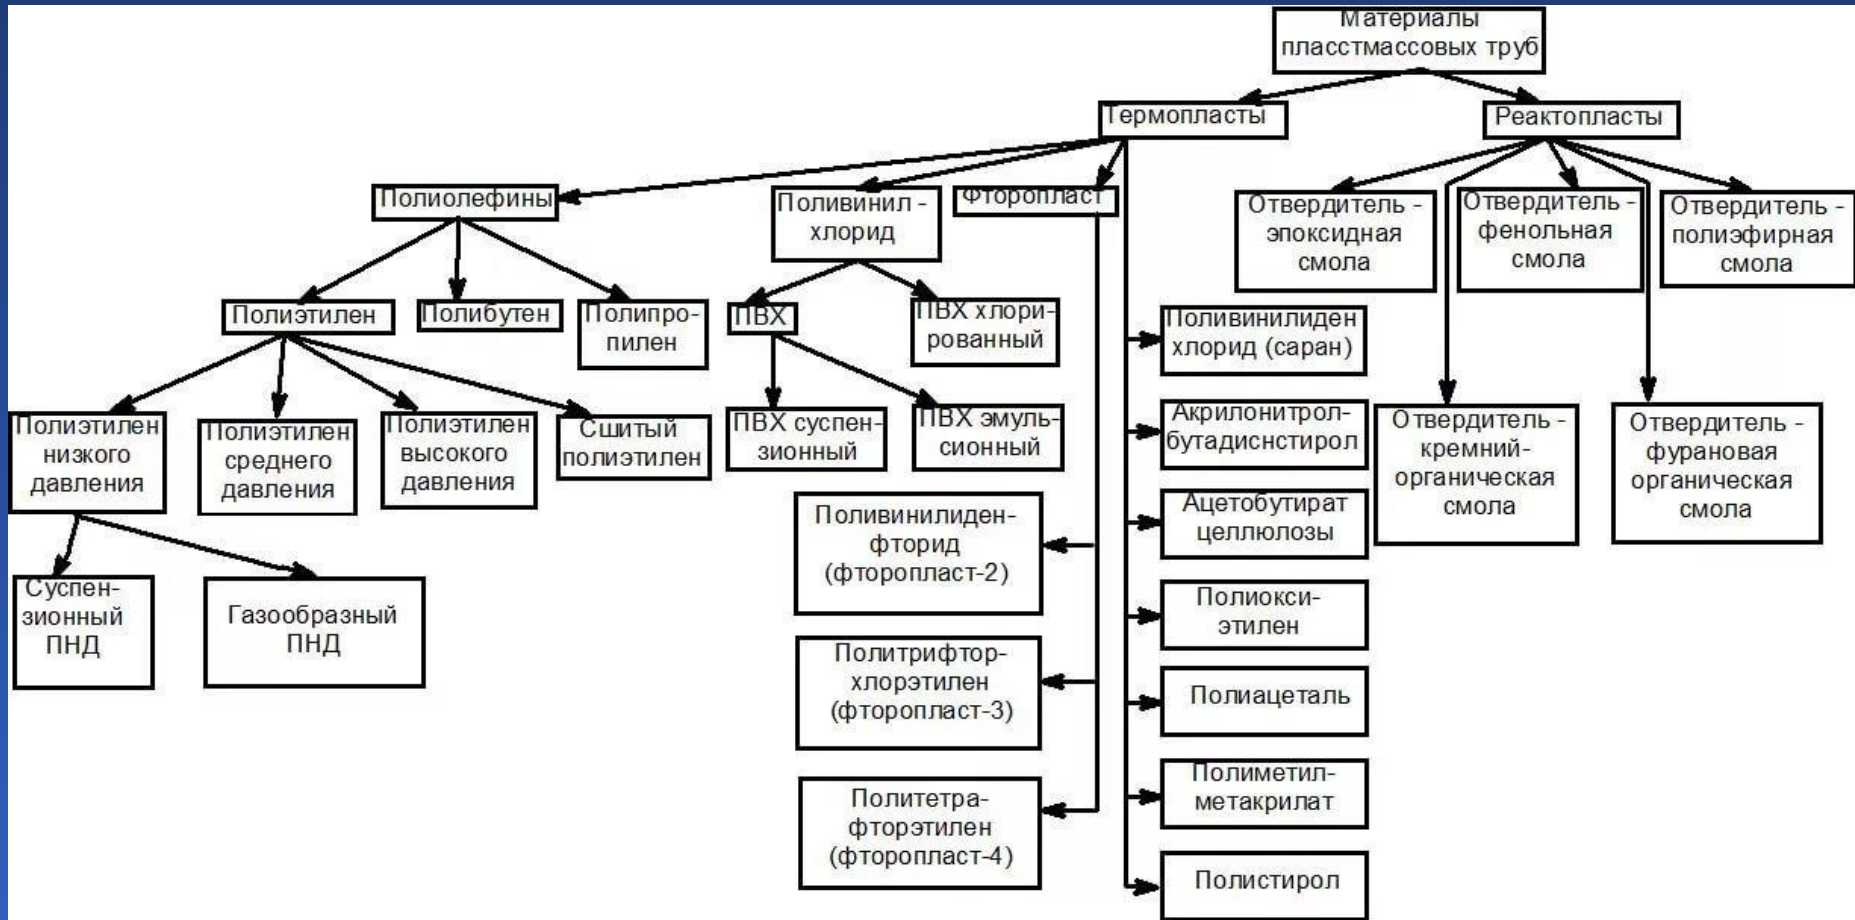 Материалы
пласстмассовых труб
Термопласты
Реактопласты
Полиолефины
Поливинил -
хлорид
Фторопласт
Отвердитель -
эпоксидная
смола
Отвердитель -
фенольная
смола
Отвердитель -
полиэфирная
смола
Полиэтилен
Полибутен
Полипро-
пилен
ПВХ
ПВХ хлори-
рованный
Поливинилиден
хлорид (саран)
Полиэтилен
низкого
давления
Полиэтилен
среднего
давления
Полиэтилен
высокого
давления
Сшитый
полиэтилен
ПВХ суспен-
зионный
ПВХ эмуль-
сионный
Акрилонитрол-
бутадиснстирол
Отвердитель -
кремний-
органическая
смола
Отвердитель -
фурановая
органическая
смола
Поливинилиден-
фторид
(фторопласт-2)
Ацетобутират
целлюлозы
Суспен-
зионный
ПНД
Газообразный
ПНД
Полиокси-
этилен
Политрифтор-
хлорэтилен
(фторопласт-3)
Полиацеталь
Политетра-
фторэтилен
(фторопласт-4)
Полиметил-
метакрилат
Полистирол